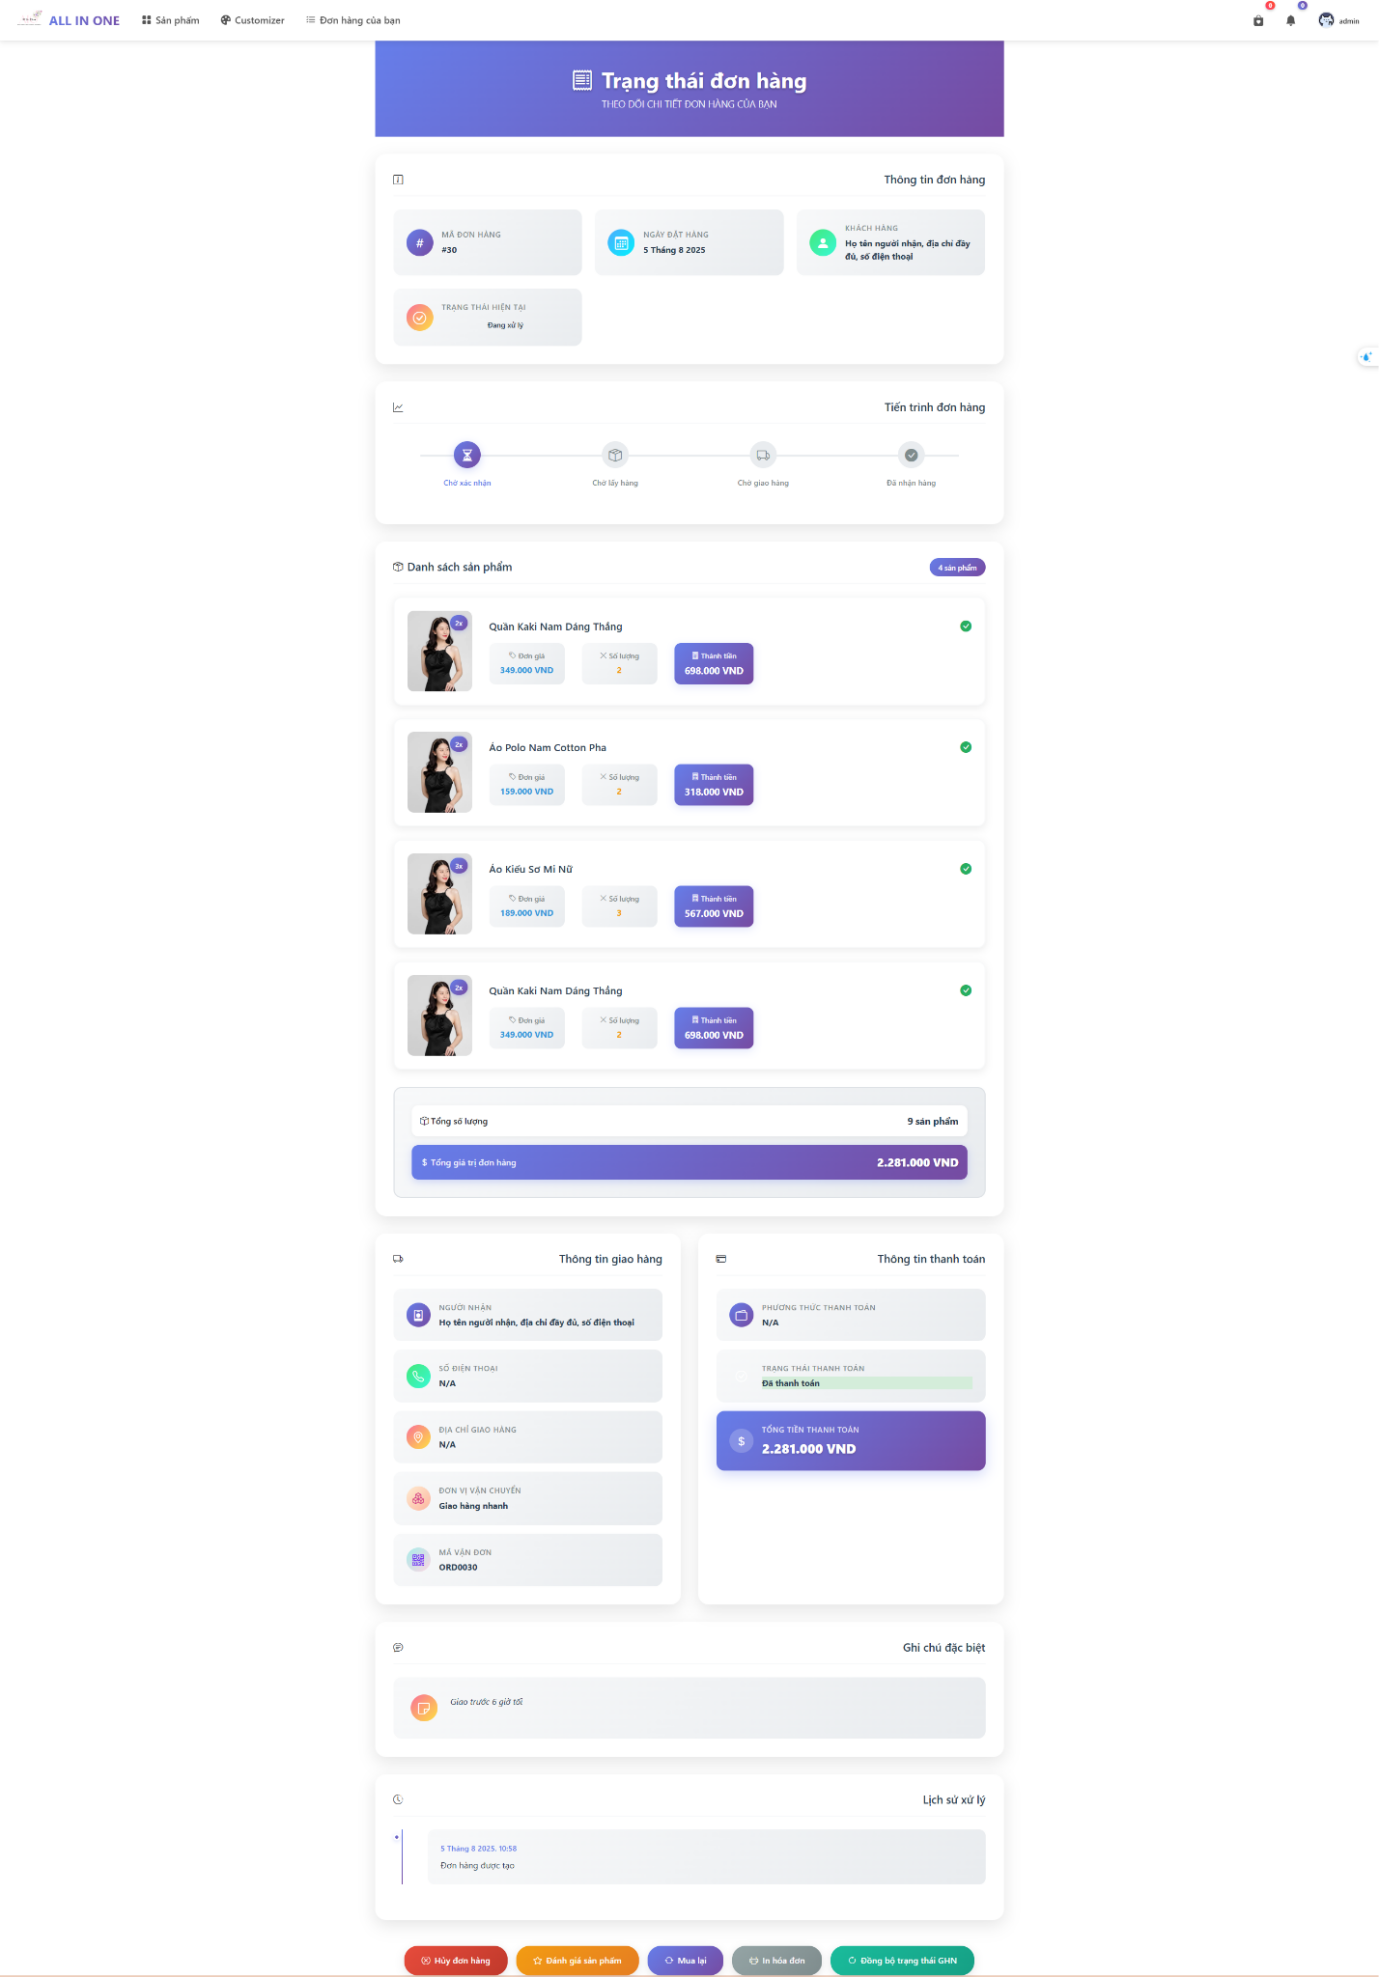 ALL IN ONE
Sản phẩm
Customizer
Đơn hàng của bạn
0
0
admin
Trạng thái đơn hàng
THEO DÕI CHI TIẾT ĐƠN HÀNG CỦA BẠN
Thông tin đơn hàng
MÃ ĐƠN HÀNG
#30
NGÀY ĐẶT HÀNG
5 Tháng 8 2025
KHÁCH HÀNG
Họ tên người nhận, địa chỉ đầy
đủ, số điện thoại
TRẠNG THÁI HIỆN TẠI
Đang xử lý
Tiến trình đơn hàng
Chờ xác nhận
Chờ lấy hàng
Chờ giao hàng
Đã nhận hàng
Danh sách sản phẩm
4 sản phẩm
2x
Quần Kaki Nam Dáng Thẳng
Đơn giá
349.000 VND
Số lượng
2
Thành tiền
698.000 VND
2x
Áo Polo Nam Cotton Pha
Đơn giá
159.000 VND
Số lượng
2
Thành tiền
318.000 VND
3x
Áo Kiểu Sơ Mi Nữ
Đơn giá
189.000 VND
Số lượng
3
Thành tiền
567.000 VND
2x
Quần Kaki Nam Dáng Thẳng
Đơn giá
349.000 VND
Số lượng
2
Thành tiền
698.000 VND
Tổng số lượng
9 sản phẩm
$ Tổng giá trị đơn hàng
2.281.000 VND
Thông tin giao hàng
NGƯỜI NHẬN
Họ tên người nhận, địa chỉ đầy đủ, số điện thoại
SỐ ĐIỆN THOẠI
N/A
ĐỊA CHỈ GIAO HÀNG
N/A
ĐƠN VỊ VẬN CHUYỂN
Giao hàng nhanh
MÃ VẬN ĐƠN
ORD0030
Thông tin thanh toán
PHƯƠNG THỨC THANH TOÁN
N/A
TRẠNG THÁI THANH TOÁN
Đã thanh toán
TỔNG TIỀN THANH TOÁN
2.281.000 VND
Ghi chú đặc biệt
Giao trước 6 giờ tối
Lịch sử xử lý
5 Tháng 8 2025. 10:58
Đơn hàng được tạo
Hủy đơn hàng
Đánh giá sản phẩm
Mua lại
In hóa đơn
Đồng bộ trạng thái GHN